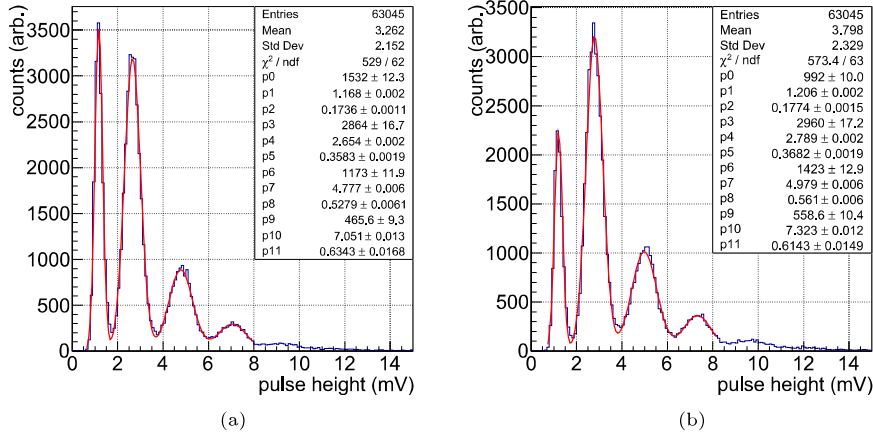 Entries 63045
Mean 3.262
Std Dev 2.152
χ² / ndf 529 / 62
p0 1532 ± 12.3
p1 1.168 ± 0.002
p2 0.1736 ± 0.0011
p3 2864 ± 16.7
p4 2.654 ± 0.002
p5 0.3583 ± 0.0019
p6 1173 ± 11.9
p7 4.777 ± 0.006
p8 0.5279 ± 0.0061
p9 465.6 ± 9.3
p10 7.051 ± 0.013
p11 0.6343 ± 0.0168
counts (arb.)
3500
3000
2500
2000
1500
1000
500
0
0 2 4 6 8 10 12 14
pulse height (mV)
(a)
Entries 63045
Mean 3.798
Std Dev 2.329
χ² / ndf 573.4 / 63
p0 992 ± 10.0
p1 1.206 ± 0.002
p2 0.1774 ± 0.0015
p3 2960 ± 17.2
p4 2.789 ± 0.002
p5 0.3682 ± 0.0019
p6 1423 ± 12.9
p7 4.979 ± 0.006
p8 0.561 ± 0.006
p9 558.6 ± 10.4
p10 7.323 ± 0.012
p11 0.6143 ± 0.0149
counts (arb.)
3500
3000
2500
2000
1500
1000
500
0
0 2 4 6 8 10 12 14
pulse height (mV)
(b)